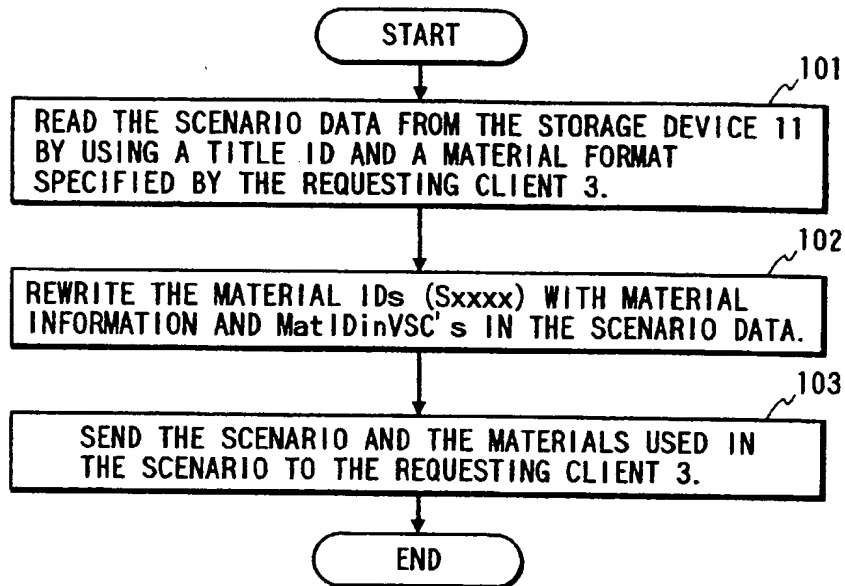 START
101
READ THE SCENARIO DATA FROM THE STORAGE DEVICE 11
BY USING A TITLE ID AND A MATERIAL FORMAT
SPECIFIED BY THE REQUESTING CLIENT 3.
102
REWRITE THE MATERIAL IDs (Sxxxx) WITH MATERIAL
INFORMATION AND MatIDinVSC's IN THE SCENARIO DATA.
103
SEND THE SCENARIO AND THE MATERIALS USED IN
THE SCENARIO TO THE REQUESTING CLIENT 3.
END